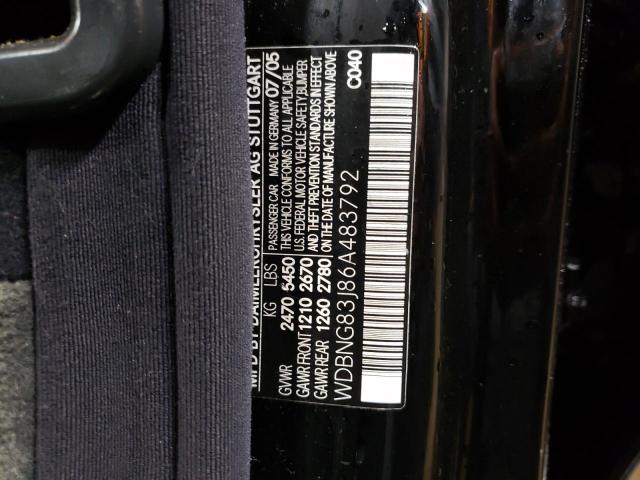 MFD BY DAIMLERCHRYSLER AG STUTTGART
PASSENGER CAR MADE IN GERMANY 07/05
KG LBS
GVWR 2470 5450
GAWR FRONT 1210 2670
GAWR REAR 1260 2780
THIS VEHICLE CONFORMS TO ALL APPLICABLE
U.S. FEDERAL MOTOR VEHICLE SAFETY BUMPER
AND THEFT PREVENTION STANDARDS IN EFFECT
ON THE DATE OF MANUFACTURE SHOWN ABOVE
WDBNG83J86A483792 C040